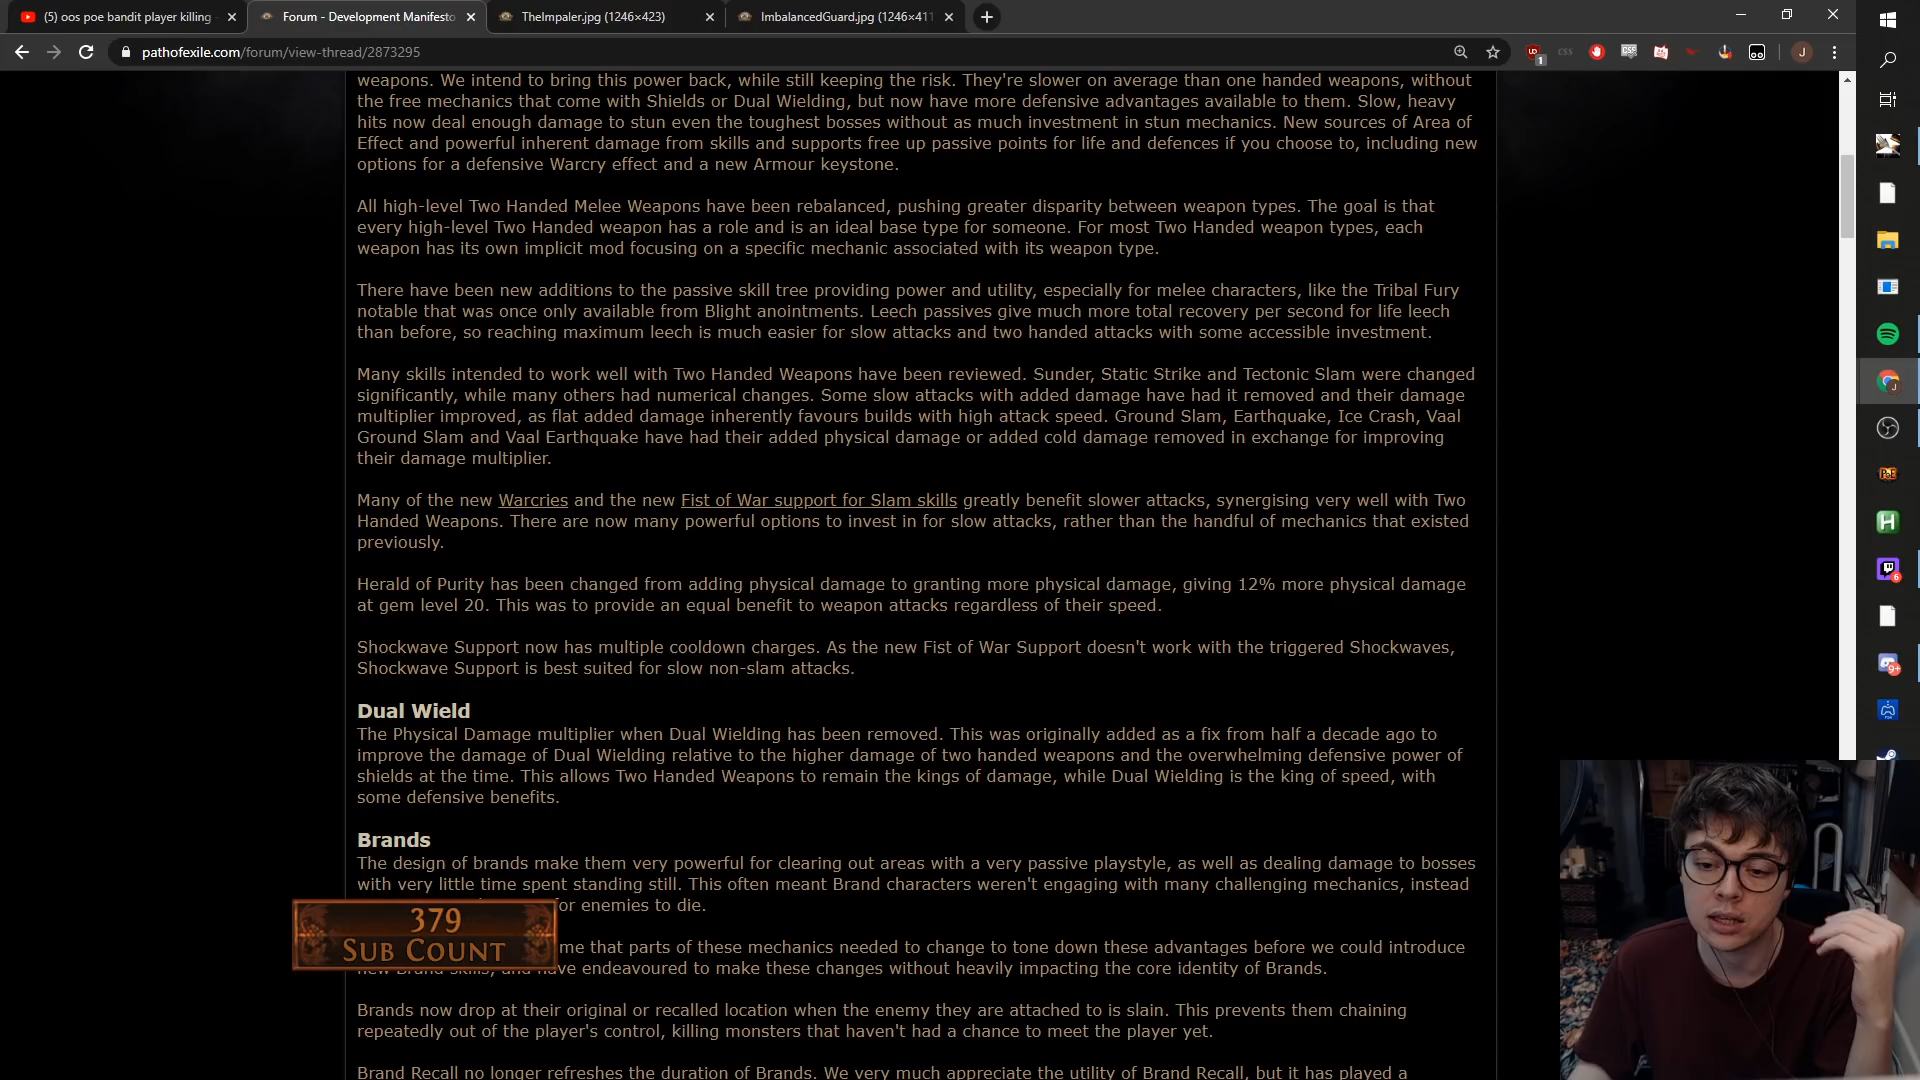 (5) oos poe bandit player killing
Forum - Development Manifesto
TheImpaler.jpg (1246×423)
ImbalancedGuard.jpg (1246×411
pathofexile.com/forum/view-thread/2873295
weapons. We intend to bring this power back, while still keeping the risk. They're slower on average than one handed weapons, without
the free mechanics that come with Shields or Dual Wielding, but now have more defensive advantages available to them. Slow, heavy
hits now deal enough damage to stun even the toughest bosses without as much investment in stun mechanics. New sources of Area of
Effect and powerful inherent damage from skills and supports free up passive points for life and defences if you choose to, including new
options for a defensive Warcry effect and a new Armour keystone.
All high-level Two Handed Melee Weapons have been rebalanced, pushing greater disparity between weapon types. The goal is that
every high-level Two Handed weapon has a role and is an ideal base type for someone. For most Two Handed weapon types, each
weapon has its own implicit mod focusing on a specific mechanic associated with its weapon type.
There have been new additions to the passive skill tree providing power and utility, especially for melee characters, like the Tribal Fury
notable that was once only available from Blight anointments. Leech passives give much more total recovery per second for life leech
than before, so reaching maximum leech is much easier for slow attacks and two handed attacks with some accessible investment.
Many skills intended to work well with Two Handed Weapons have been reviewed. Sunder, Static Strike and Tectonic Slam were changed
significantly, while many others had numerical changes. Some slow attacks with added damage have had it removed and their damage
multiplier improved, as flat added damage inherently favours builds with high attack speed. Ground Slam, Earthquake, Ice Crash, Vaal
Ground Slam and Vaal Earthquake have had their added physical damage or added cold damage removed in exchange for improving
their damage multiplier.
Many of the new Warcries and the new Fist of War support for Slam skills greatly benefit slower attacks, synergising very well with Two
Handed Weapons. There are now many powerful options to invest in for slow attacks, rather than the handful of mechanics that existed
previously.
Herald of Purity has been changed from adding physical damage to granting more physical damage, giving 12% more physical damage
at gem level 20. This was to provide an equal benefit to weapon attacks regardless of their speed.
Shockwave Support now has multiple cooldown charges. As the new Fist of War Support doesn't work with the triggered Shockwaves,
Shockwave Support is best suited for slow non-slam attacks.
Dual Wield
The Physical Damage multiplier when Dual Wielding has been removed. This was originally added as a fix from half a decade ago to
improve the damage of Dual Wielding relative to the higher damage of two handed weapons and the overwhelming defensive power of
shields at the time. This allows Two Handed Weapons to remain the kings of damage, while Dual Wielding is the king of speed, with
some defensive benefits.
Brands
The design of brands make them very powerful for clearing out areas with a very passive playstyle, as well as dealing damage to bosses
with very little time spent standing still. This often meant Brand characters weren't engaging with many challenging mechanics, instead
for enemies to die.
379
SUB COUNT
me that parts of these mechanics needed to change to tone down these advantages before we could introduce
new Brand skills, and have endeavoured to make these changes without heavily impacting the core identity of Brands.
Brands now drop at their original or recalled location when the enemy they are attached to is slain. This prevents them chaining
repeatedly out of the player's control, killing monsters that haven't had a chance to meet the player yet.
Brand Recall no longer refreshes the duration of Brands. We very much appreciate the utility of Brand Recall, but it has played a